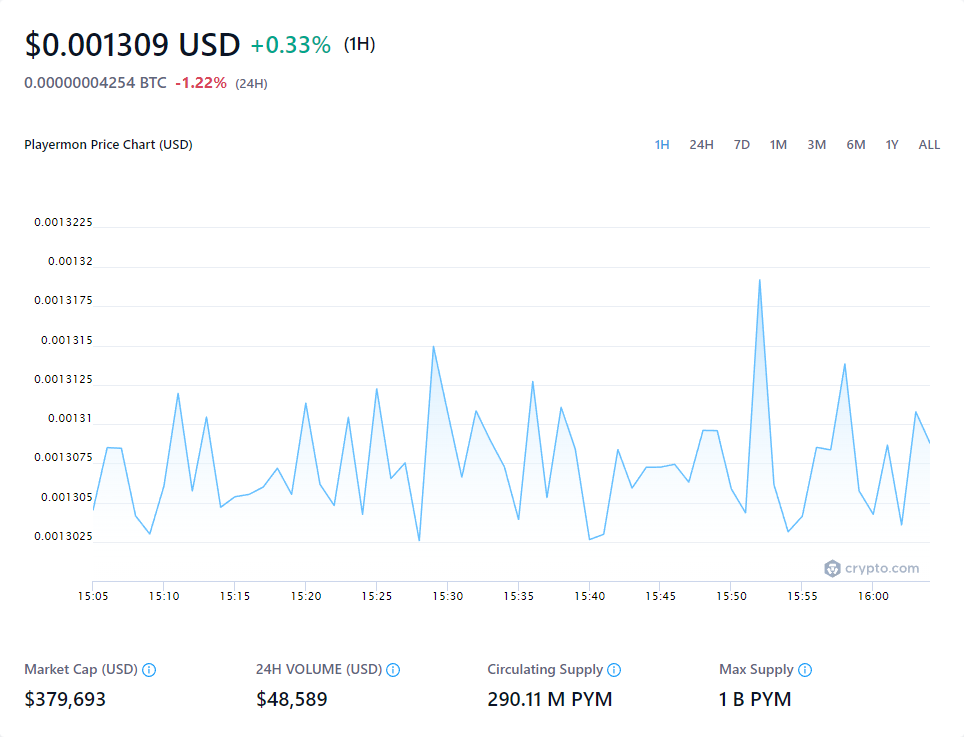 $0.001309 USD +0.33% (1H)
0.00000004254 BTC -1.22% (24H)
Playermon Price Chart (USD) 1H 24H 7D 1M 3M 6M 1Y ALL
0.0013225
0.00132
0.0013175
0.001315
0.0013125
0.00131
0.0013075
0.001305
0.0013025
crypto.com
15:05 15:10 15:15 15:20 15:25 15:30 15:35 15:40 15:45 15:50 15:55 16:00
Market Cap (USD) 24H VOLUME (USD) Circulating Supply Max Supply
$379,693 $48,589 290.11 M PYM 1 B PYM